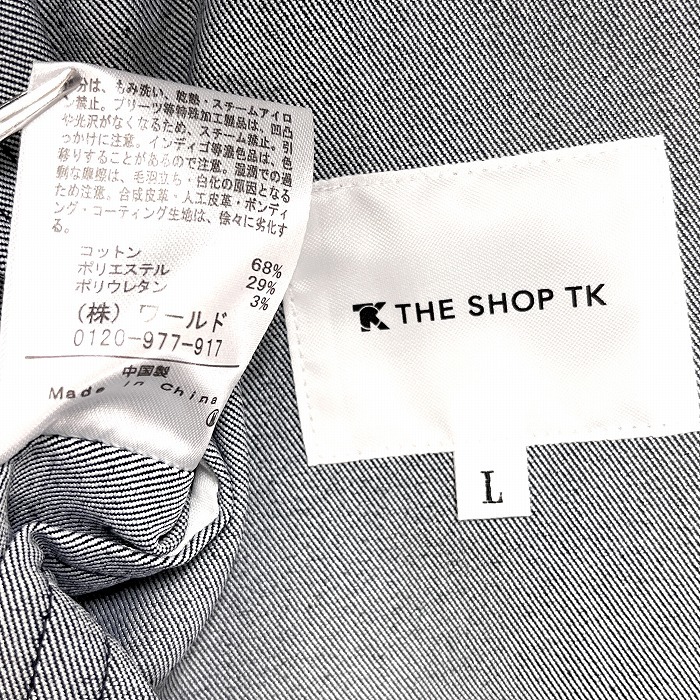 分は、もみ洗い、乾熱・スチームアイロ
ン禁止。プリーツ等特殊加工製品は、凹凸
や光沢がなくなるため、スチーム禁止。引
っかけに注意。インディゴ等濃色品は、色
移りすることがあるので注意。湿潤での過
剰な摩擦は、毛羽立ち・白化の原因となる
ため注意。合成皮革・人工皮革・ボンディ
ング・コーティング生地は、徐々に劣化す
る。
コットン 68%
ポリエステル 29%
ポリウレタン 3%
(株) ワールド
0120-977-917
中国製
Made in China
THE SHOP TK
L